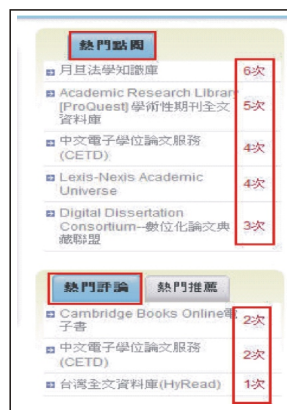 熱門點閱
月旦法學知識庫 6次
Academic Research Library
[ProQuest] 學術性期刊全文 5次
資料庫
中文電子學位論文服務 4次
(CETD)
Lexis-Nexis Academic 4次
Universe
Digital Dissertation
Consortium--數位化論文典 3次
藏聯盟
熱門評論 熱門推薦
Cambridge Books Online電 2次
子書
中文電子學位論文服務 2次
(CETD)
台灣全文資料庫(HyRead) 1次